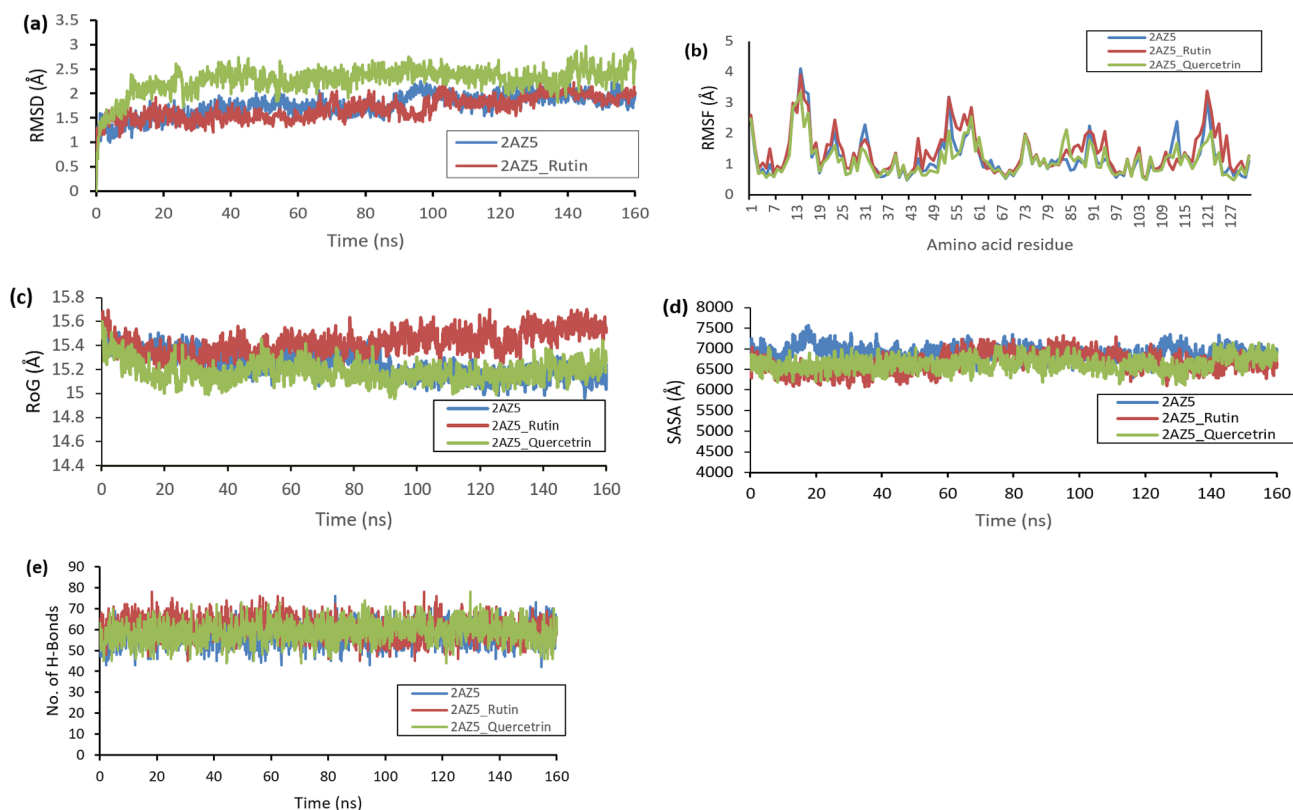 (a)
3.5
3
2.5
2
1.5
1
0.5
0
RMSD (Å)
0 20 40 60 80 100 120 140 160
Time (ns)
2AZ5
2AZ5_Rutin
(b)
5
4
3
2
1
0
RMSF (Å)
1 7 13 19 25 31 37 43 49 55 61 67 73 79 85 91 97 103 109 115 121 127
Amino acid residue
2AZ5
2AZ5_Rutin
2AZ5_Quercetrin
(c)
15.8
15.6
15.4
15.2
15
14.8
14.6
14.4
RoG (Å)
0 20 40 60 80 100 120 140 160
Time (ns)
2AZ5
2AZ5_Rutin
2AZ5_Quercetrin
(d)
8000
7500
7000
6500
6000
5500
5000
4500
4000
SASA (Å)
0 20 40 60 80 100 120 140 160
Time (ns)
2AZ5
2AZ5_Rutin
2AZ5_Quercetrin
(e)
90
80
70
60
50
40
30
20
10
0
No. of H-Bonds
0 20 40 60 80 100 120 140 160
Time (ns)
2AZ5
2AZ5_Rutin
2AZ5_Quercetrin